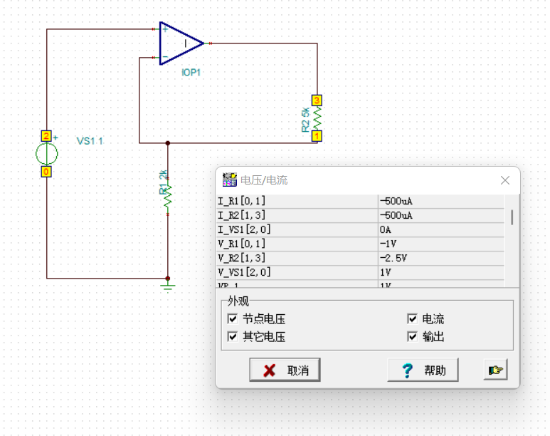 +
I
−
IOP1
3
R2 5k
1
2
+
VS1 1
0
R1 2k
电压/电流
I_R1[0,1] -500uA
I_R2[1,3] -500uA
I_VS1[2,0] 0A
V_R1[0,1] -1V
V_R2[1,3] -2.5V
V_VS1[2,0] 1V
VP_1 1V
外观
节点电压 电流
其它电压 输出
取消 ? 帮助